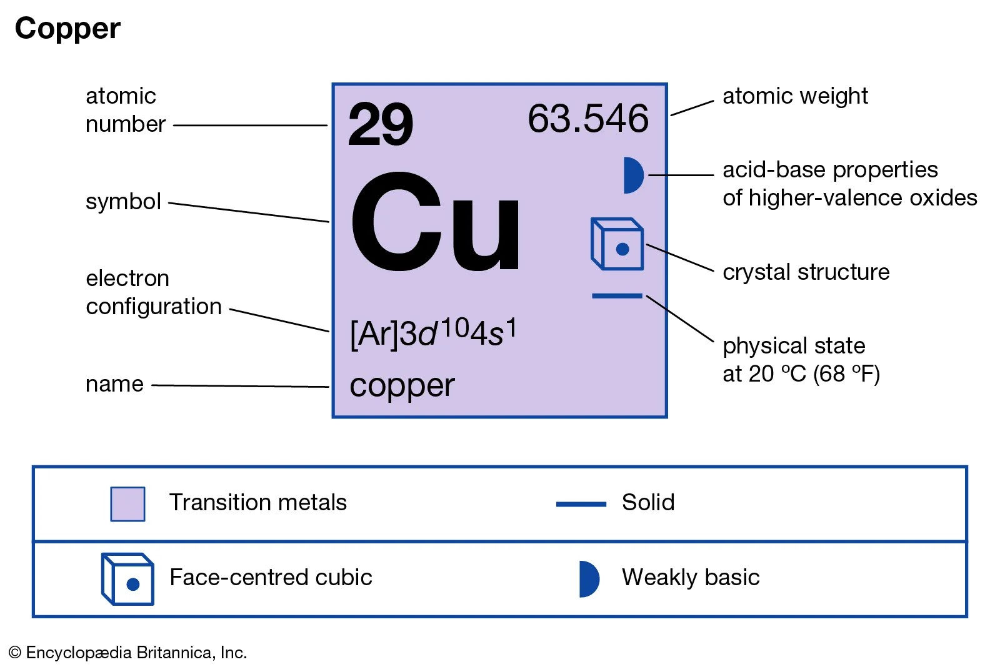 Copper
atomic
number
symbol
electron
configuration
name
29
63.546
Cu
[Ar]3d¹⁰4s¹
copper
atomic weight
acid-base properties
of higher-valence oxides
crystal structure
physical state
at 20 ºC (68 ºF)
Transition metals
Solid
Face-centred cubic
Weakly basic
© Encyclopædia Britannica, Inc.